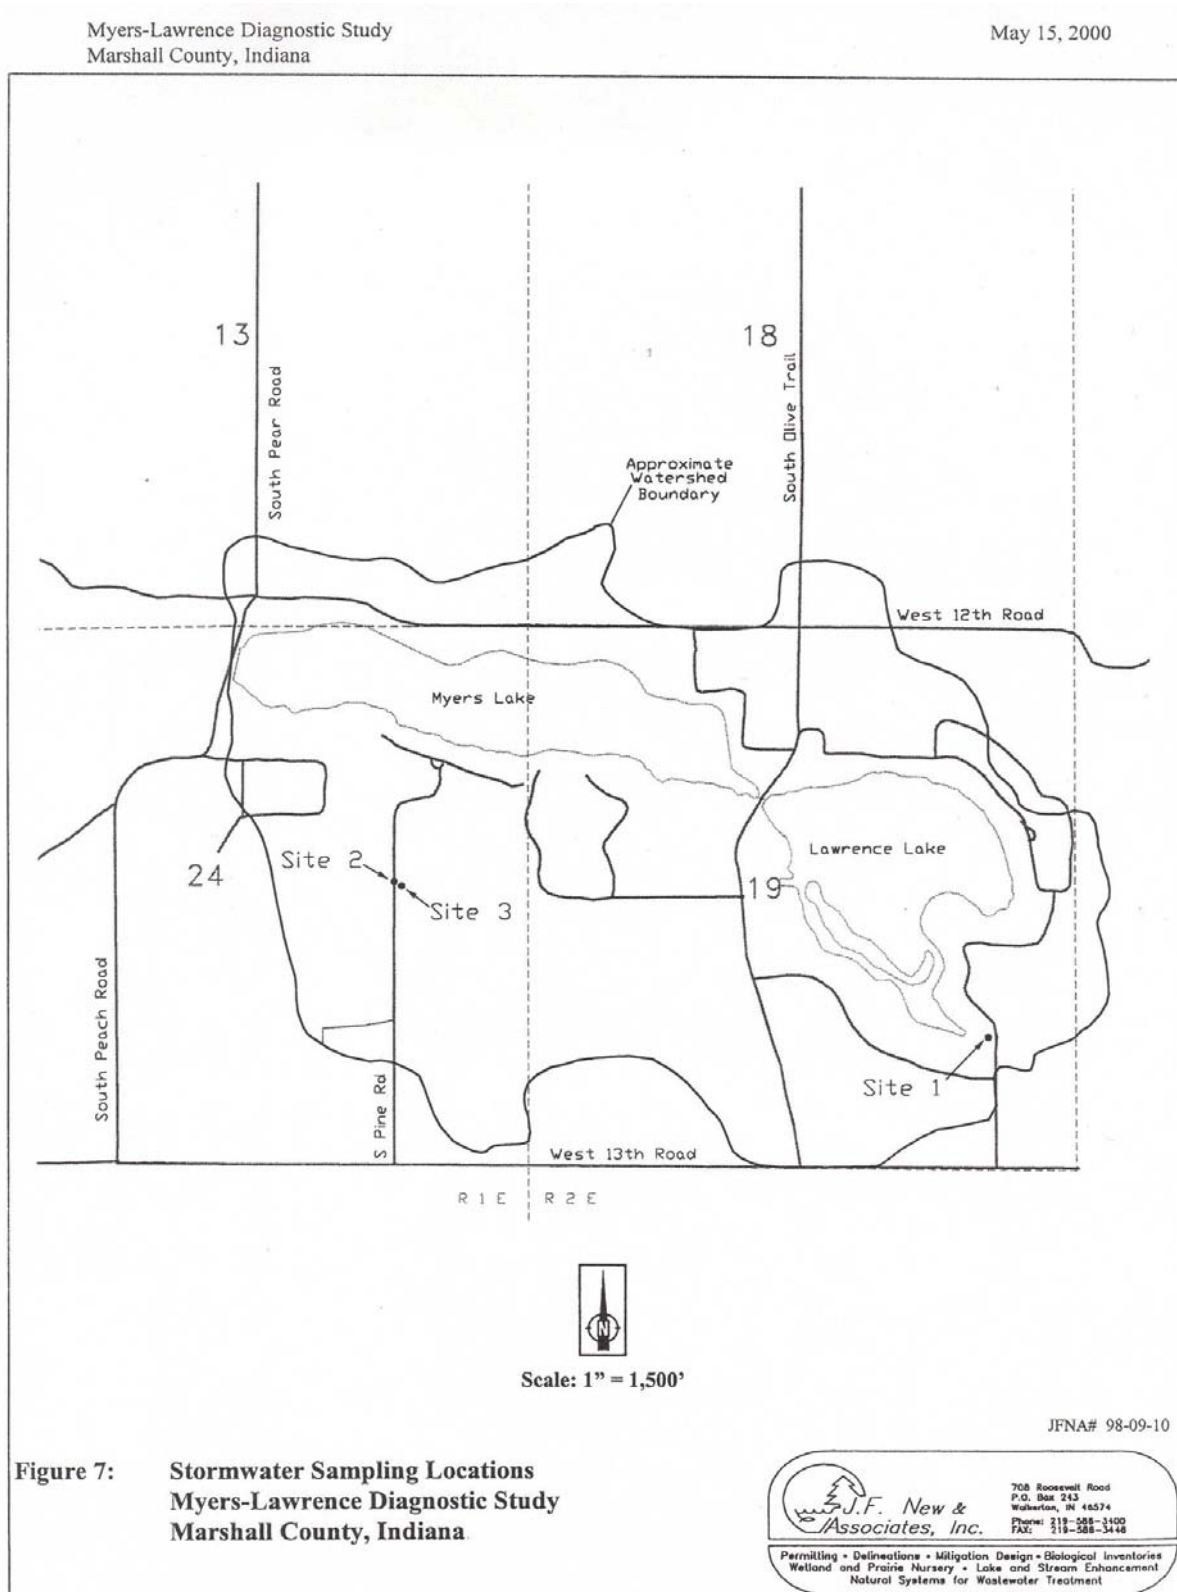 Myers-Lawrence Diagnostic Study
Marshall County, Indiana
May 15, 2000
13
18
South Pear Road
South Olive Trail
Approximate
Watershed
Boundary
West 12th Road
Myers Lake
Lawrence Lake
Site 2
24
19
Site 3
South Peach Road
Site 1
S Pine Rd
West 13th Road
R 1 E
R 2 E
N
Scale: 1" = 1,500'
JFNA# 98-09-10
Figure 7:
Stormwater Sampling Locations
Myers-Lawrence Diagnostic Study
Marshall County, Indiana
J.F. New &
Associates, Inc.
708 Roosevelt Road
P.O. Box 243
Walkerton, IN 46574
Phone: 219-586-3400
FAX: 219-586-3446
Permitting • Delineations • Mitigation Design • Biological Inventories
Wetland and Prairie Nursery • Lake and Stream Enhancement
Natural Systems for Wastewater Treatment